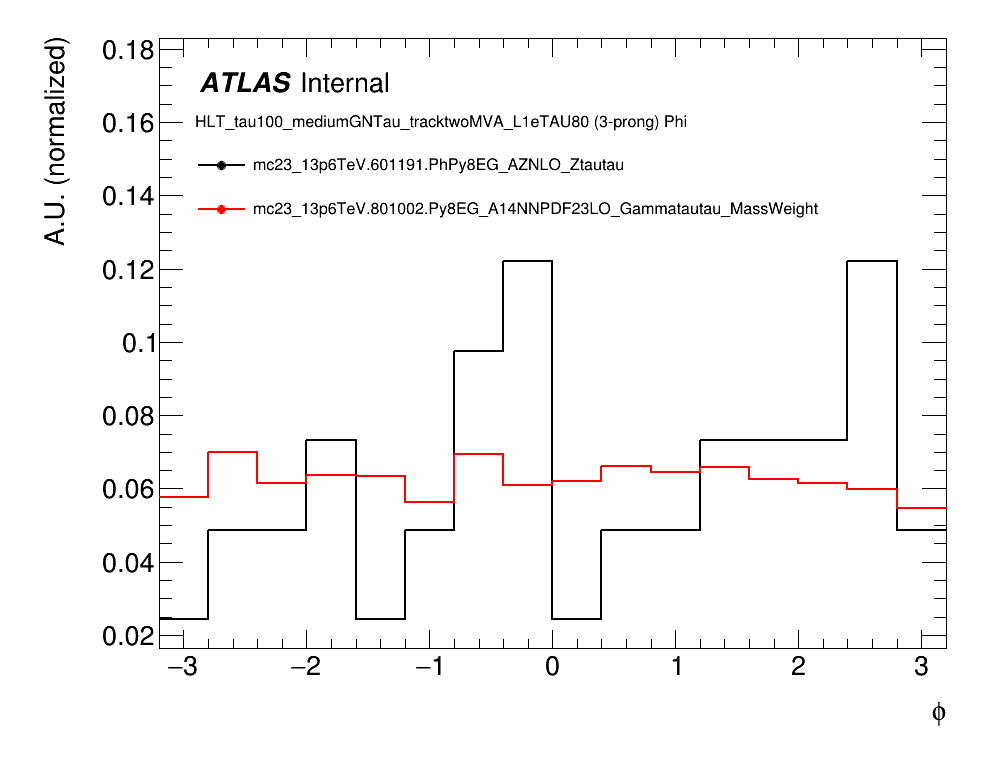 A.U. (normalized)
0.18
0.16
0.14
0.12
0.1
0.08
0.06
0.04
0.02
ATLAS Internal
HLT_tau100_mediumGNTau_tracktwoMVA_L1eTAU80 (3-prong) Phi
mc23_13p6TeV.601191.PhPy8EG_AZNLO_Ztautau
mc23_13p6TeV.801002.Py8EG_A14NNPDF23LO_Gammatautau_MassWeight
−3 −2 −1 0 1 2 3
ϕ